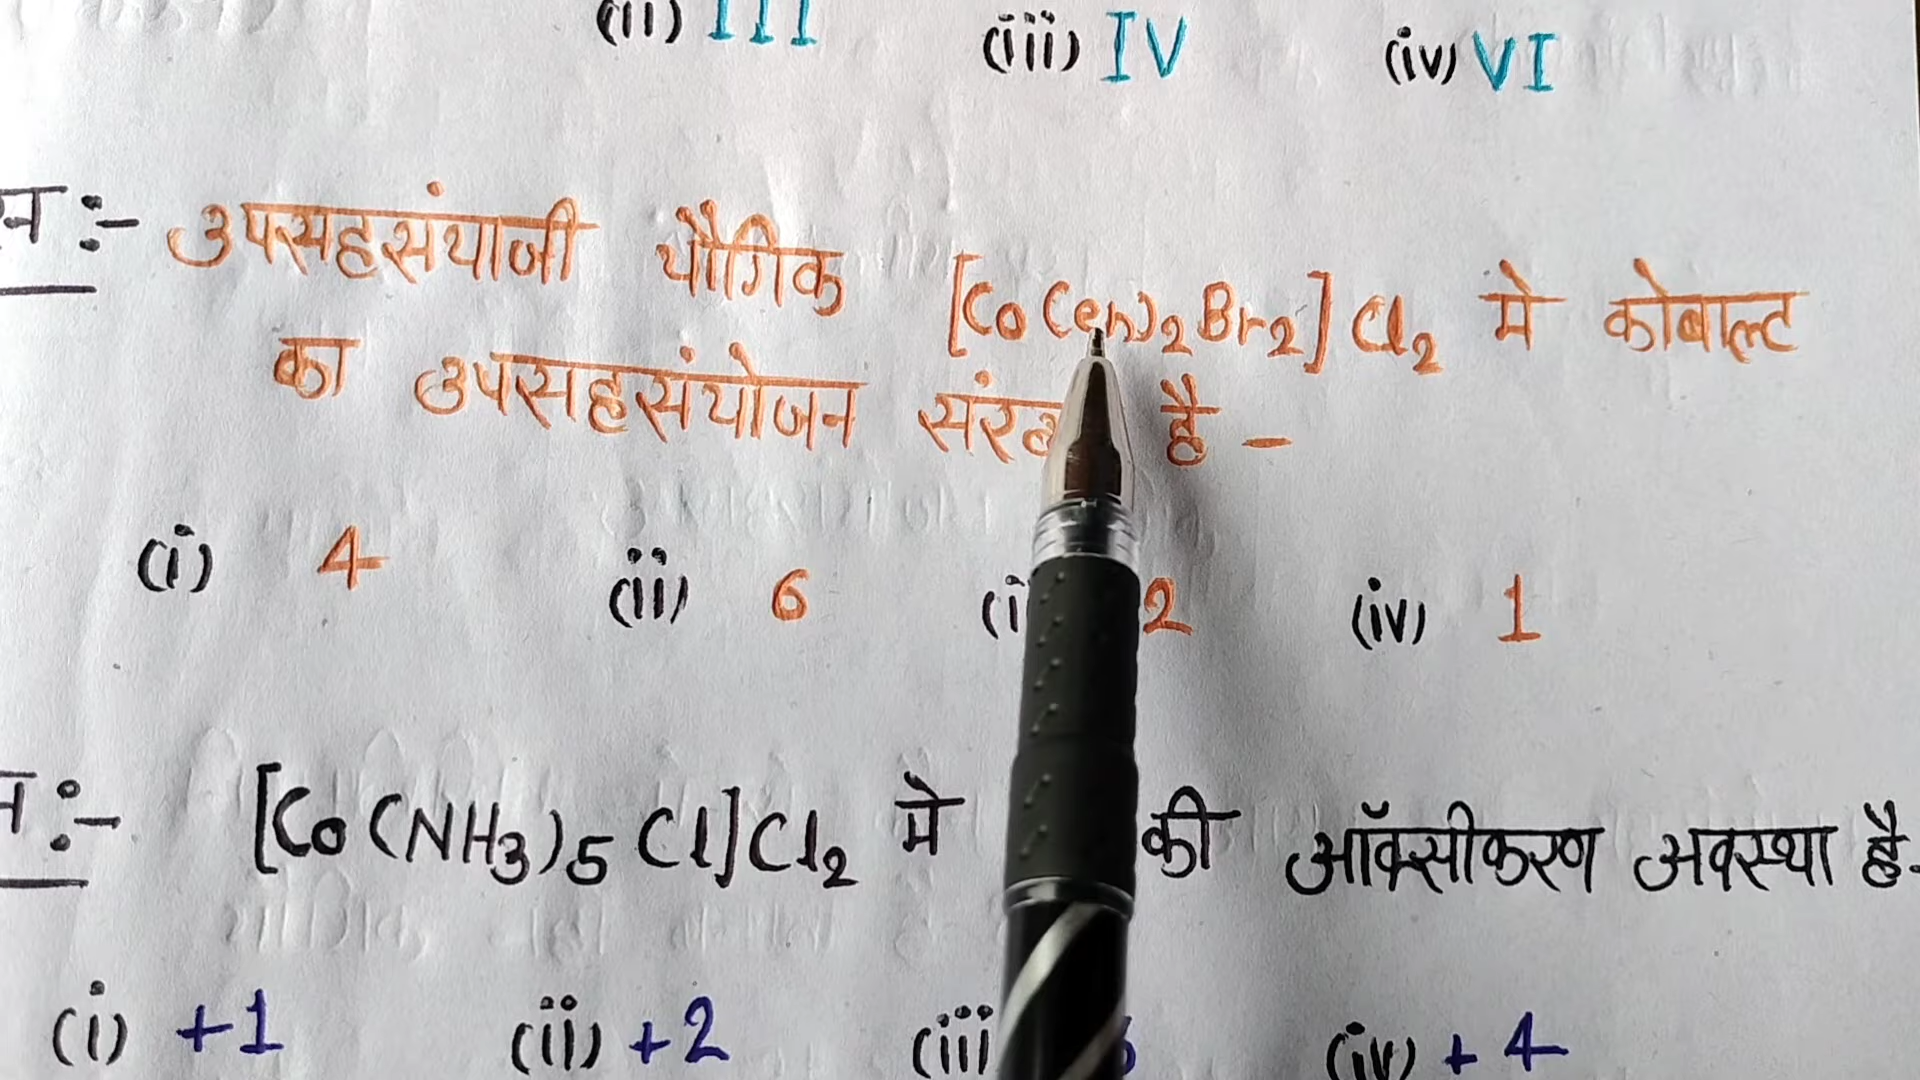 (ii) III (iii) IV (iv) VI
:- उपसहसंयोजी यौगिक [Co(en)2Br2]Cl2 मे कोबाल्ट
का उपसहसंयोजन है -
(i) 4 (ii) 6 2 (iv) 1
:- [Co(NH3)5Cl]Cl2 मे की ऑक्सीकरण अवस्था है-
(i) +1 (ii) +2 (iii (iv) +4